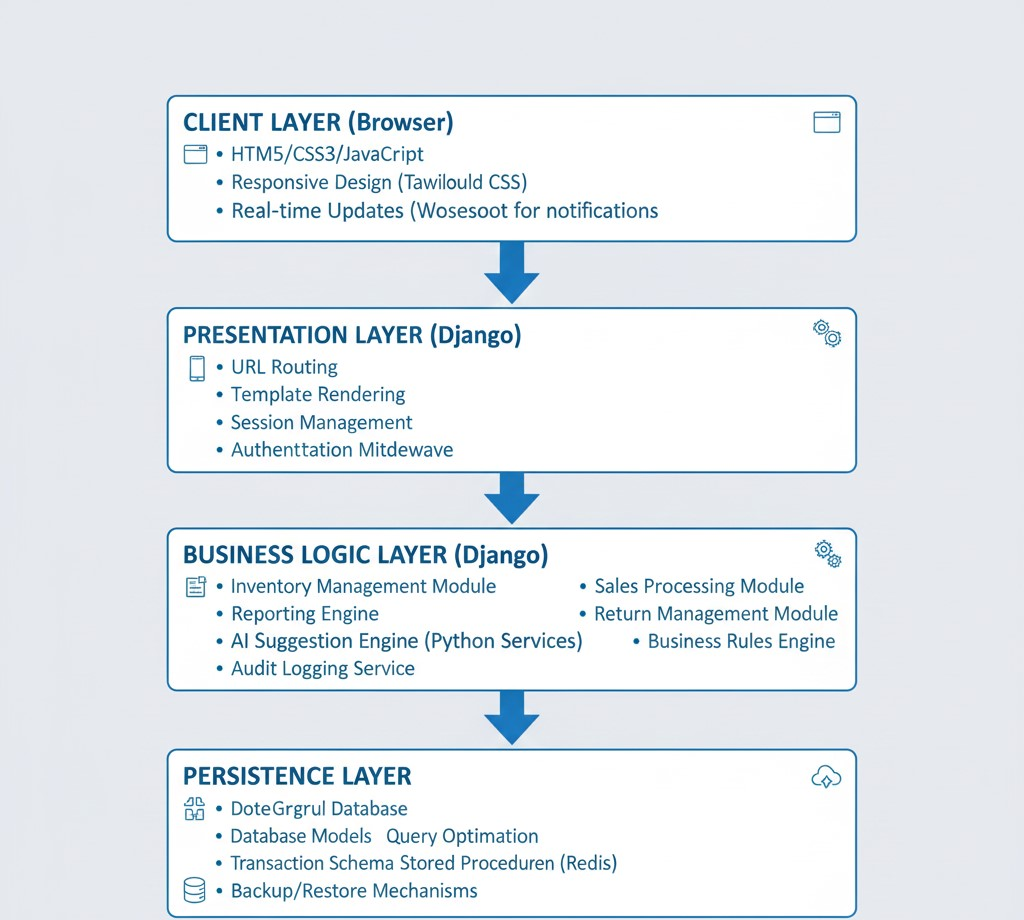 CLIENT LAYER (Browser)
• HTM5/CSS3/JavaCript
• Responsive Design (Tawilould CSS)
• Real-time Updates (Wosesoot for notifications
PRESENTATION LAYER (Django)
• URL Routing
• Template Rendering
• Session Management
• Authenttation Mitdewave
BUSINESS LOGIC LAYER (Django)
• Inventory Management Module • Sales Processing Module
• Reporting Engine • Return Management Module
• AI Suggestion Engine (Python Services) • Business Rules Engine
• Audit Logging Service
PERSISTENCE LAYER
• DoteGrgrul Database
• Database Models Query Optimation
• Transaction Schema Stored Proceduren (Redis)
• Backup/Restore Mechanisms